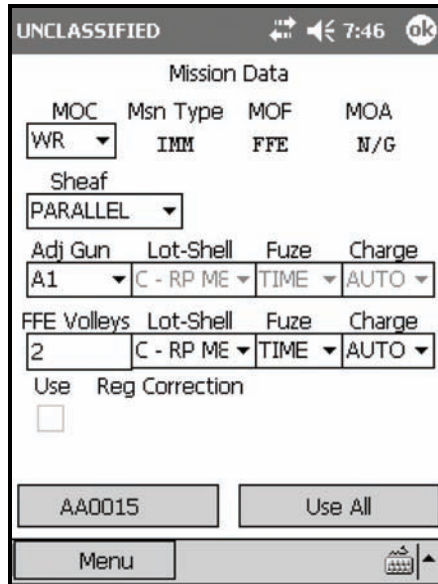 UNCLASSIFIED 7:46 ok
Mission Data
MOC Msn Type MOF MOA
WR IMM FFE N/G
Sheaf
PARALLEL
Adj Gun Lot-Shell Fuze Charge
A1 C - RP ME TIME AUTO
FFE Volleys Lot-Shell Fuze Charge
2 C - RP ME TIME AUTO
Use Reg Correction
AA0015 Use All
Menu